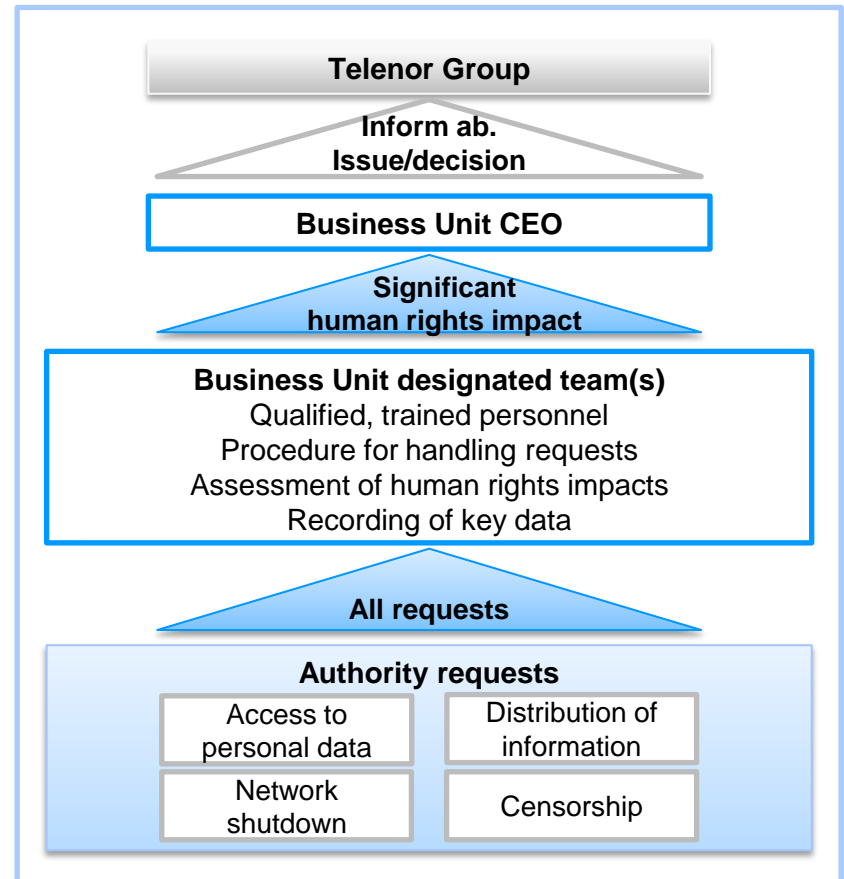 Telenor Group
Inform ab.
Issue/decision
Business Unit CEO
Significant
human rights impact
Business Unit designated team(s)
Qualified, trained personnel
Procedure for handling requests
Assessment of human rights impacts
Recording of key data
All requests
Authority requests
Access to
personal data
Distribution of
information
Network
shutdown
Censorship